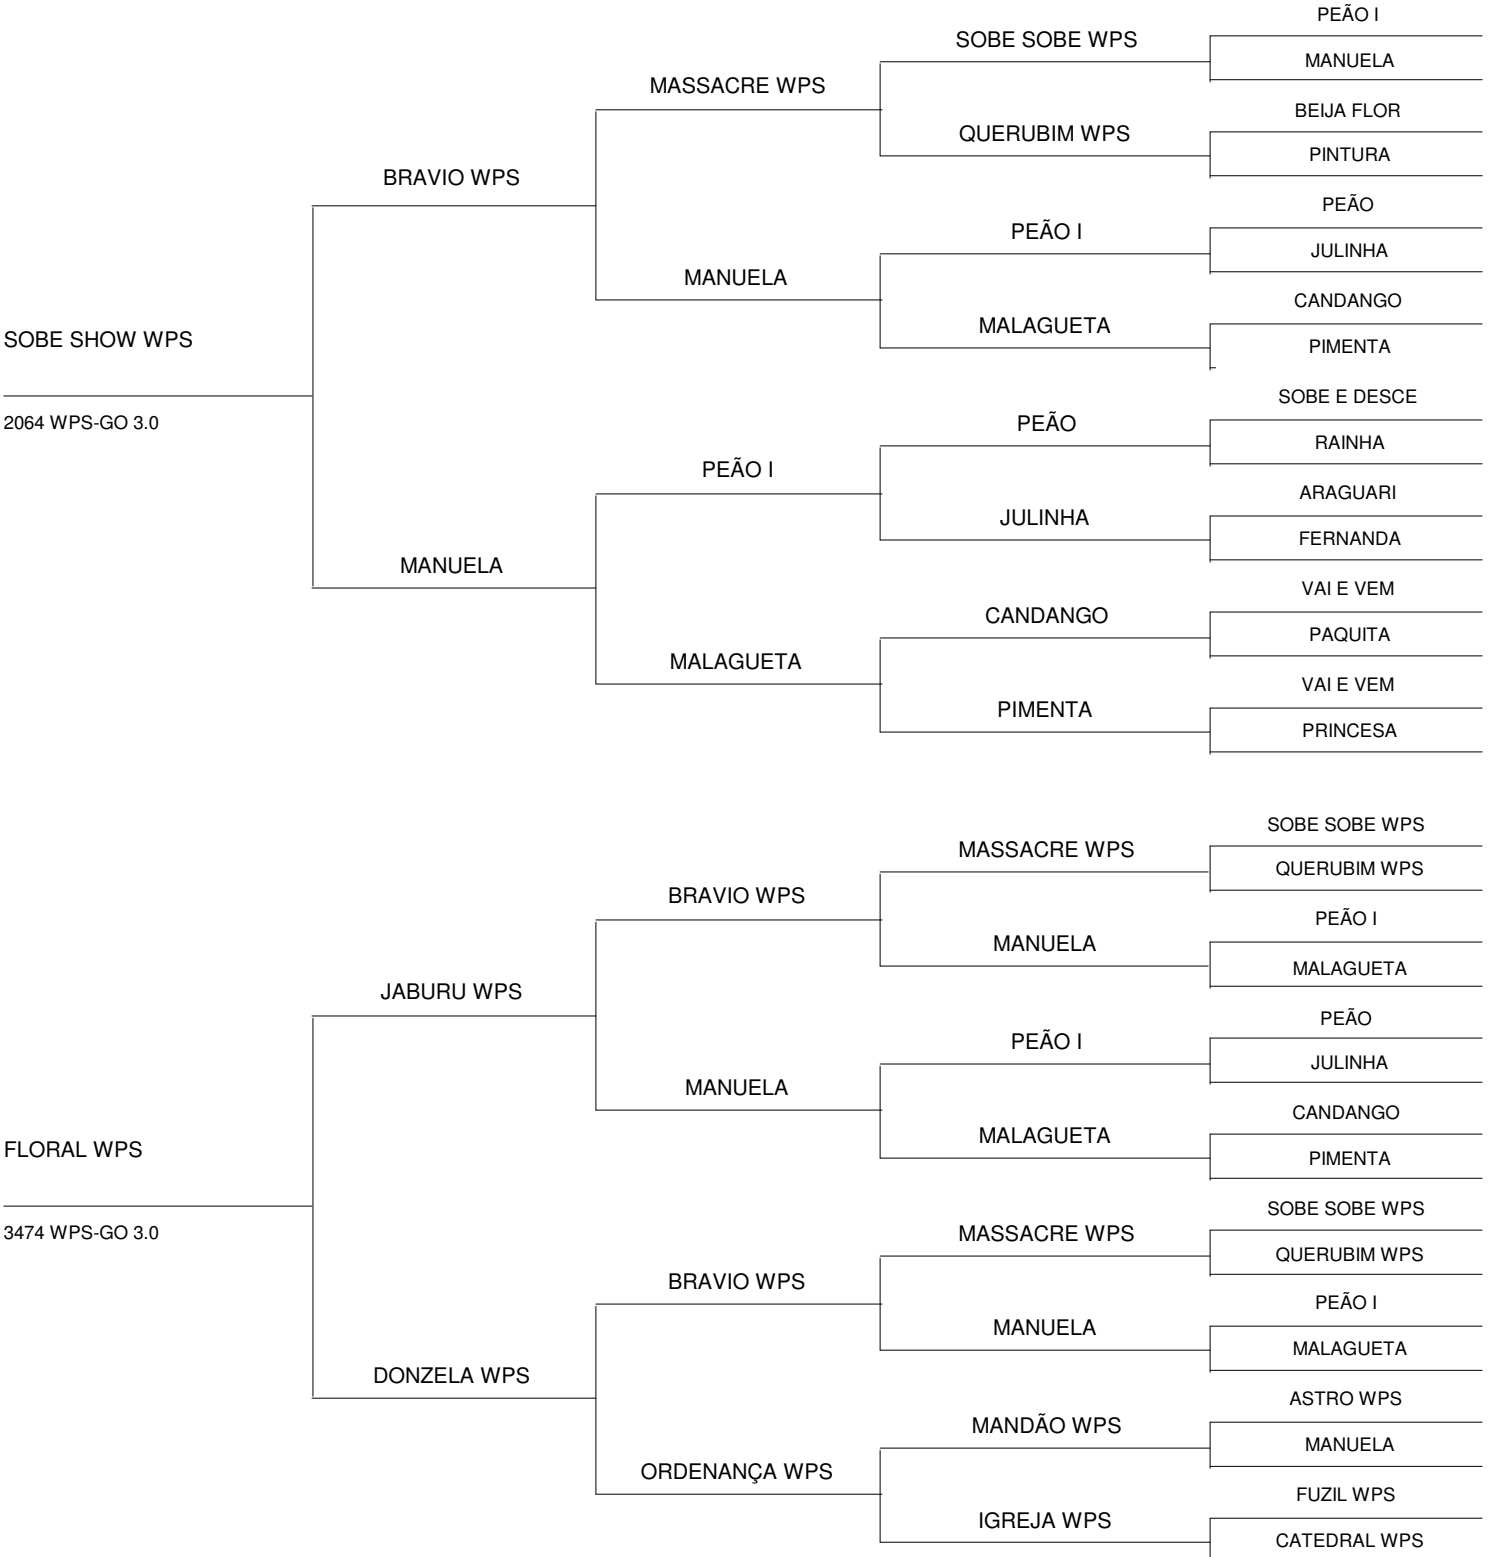 PEÃO I
SOBE SOBE WPS
MANUELA
MASSACRE WPS
BEIJA FLOR
QUERUBIM WPS
PINTURA
BRAVIO WPS
PEÃO
PEÃO I
JULINHA
MANUELA
CANDANGO
MALAGUETA
SOBE SHOW WPS
PIMENTA
SOBE E DESCE
2064 WPS-GO 3.0
PEÃO
RAINHA
PEÃO I
ARAGUARI
JULINHA
FERNANDA
MANUELA
VAI E VEM
CANDANGO
PAQUITA
MALAGUETA
VAI E VEM
PIMENTA
PRINCESA
SOBE SOBE WPS
MASSACRE WPS
QUERUBIM WPS
BRAVIO WPS
PEÃO I
MANUELA
MALAGUETA
JABURU WPS
PEÃO
PEÃO I
JULINHA
MANUELA
CANDANGO
MALAGUETA
FLORAL WPS
PIMENTA
SOBE SOBE WPS
3474 WPS-GO 3.0
MASSACRE WPS
QUERUBIM WPS
BRAVIO WPS
PEÃO I
MANUELA
MALAGUETA
DONZELA WPS
ASTRO WPS
MANDÃO WPS
MANUELA
ORDENANÇA WPS
FUZIL WPS
IGREJA WPS
CATEDRAL WPS